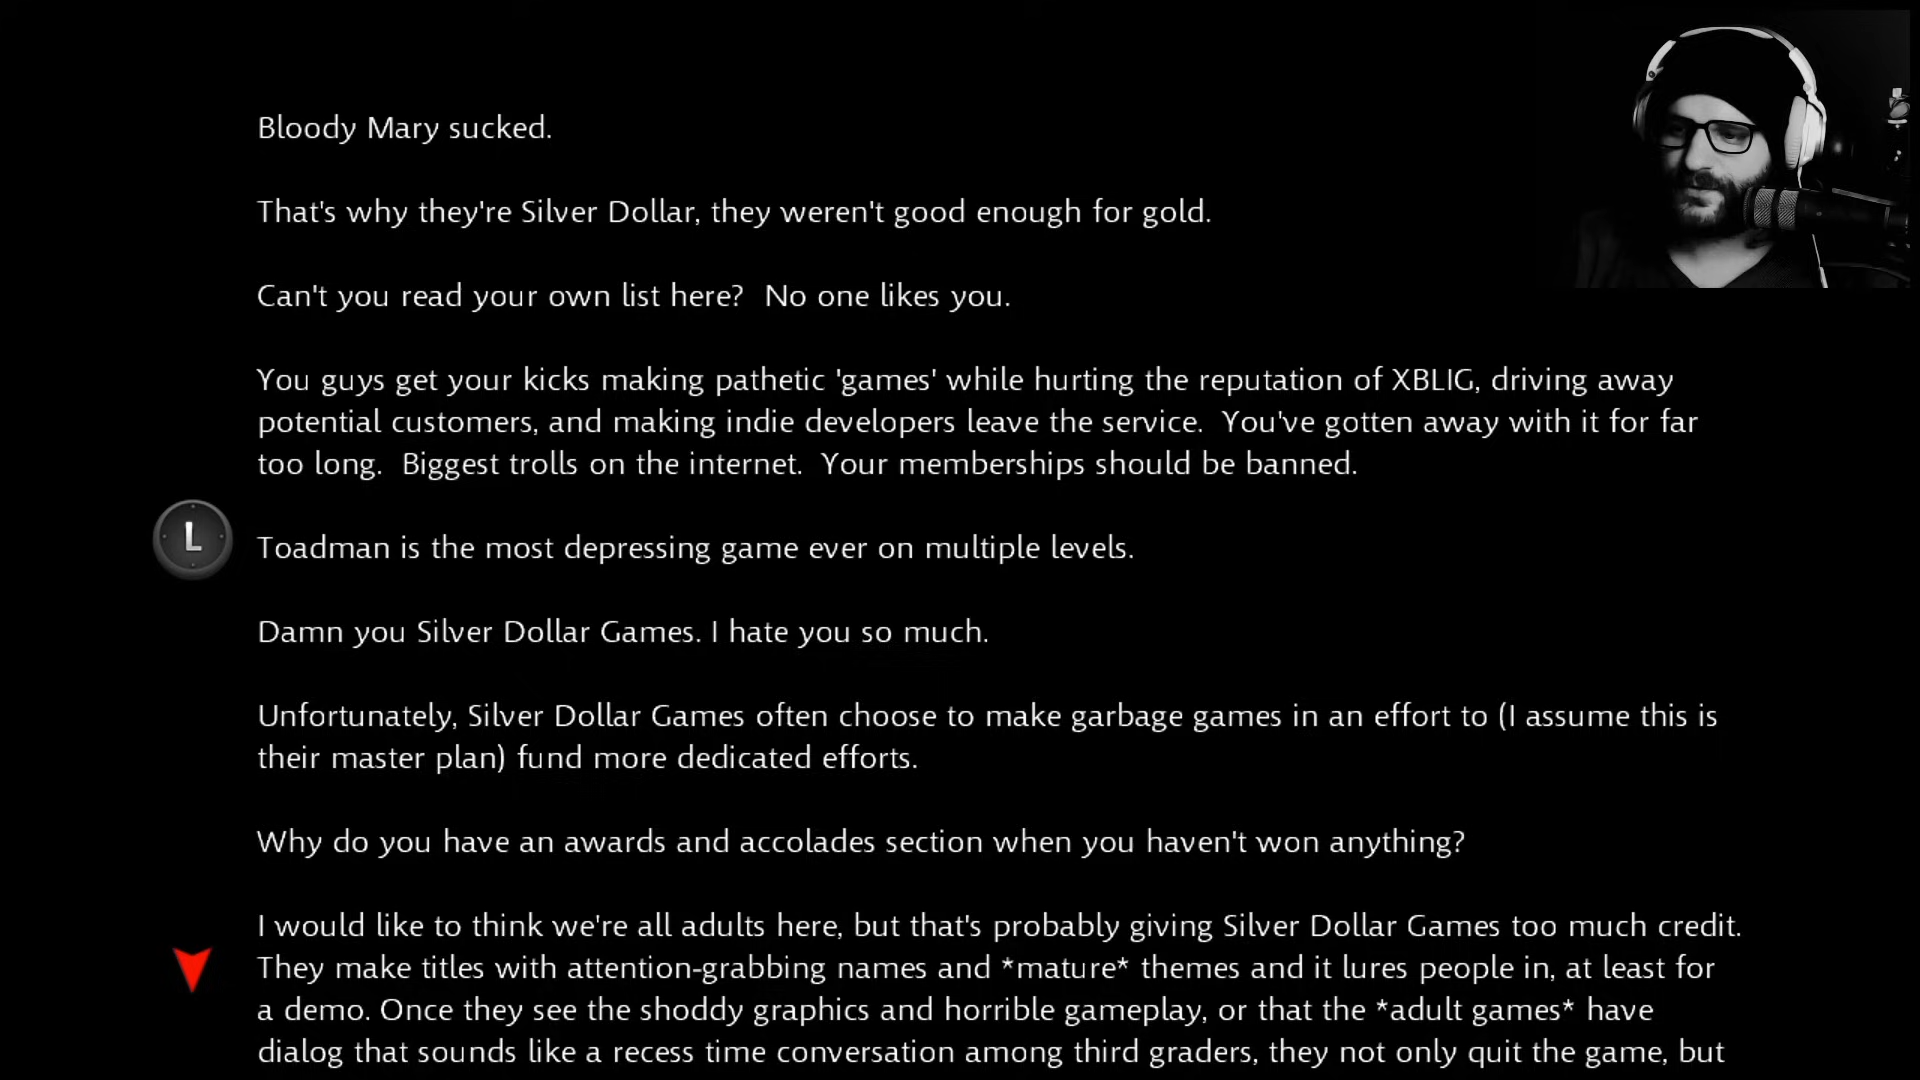 Bloody Mary sucked.
That's why they're Silver Dollar, they weren't good enough for gold.
Can't you read your own list here?  No one likes you.
You guys get your kicks making pathetic 'games' while hurting the reputation of XBLIG, driving away
potential customers, and making indie developers leave the service.  You've gotten away with it for far
too long.  Biggest trolls on the internet.  Your memberships should be banned.
L
Toadman is the most depressing game ever on multiple levels.
Damn you Silver Dollar Games. I hate you so much.
Unfortunately, Silver Dollar Games often choose to make garbage games in an effort to (I assume this is
their master plan) fund more dedicated efforts.
Why do you have an awards and accolades section when you haven't won anything?
I would like to think we're all adults here, but that's probably giving Silver Dollar Games too much credit.
They make titles with attention-grabbing names and *mature* themes and it lures people in, at least for
a demo. Once they see the shoddy graphics and horrible gameplay, or that the *adult games* have
dialog that sounds like a recess time conversation among third graders, they not only quit the game, but